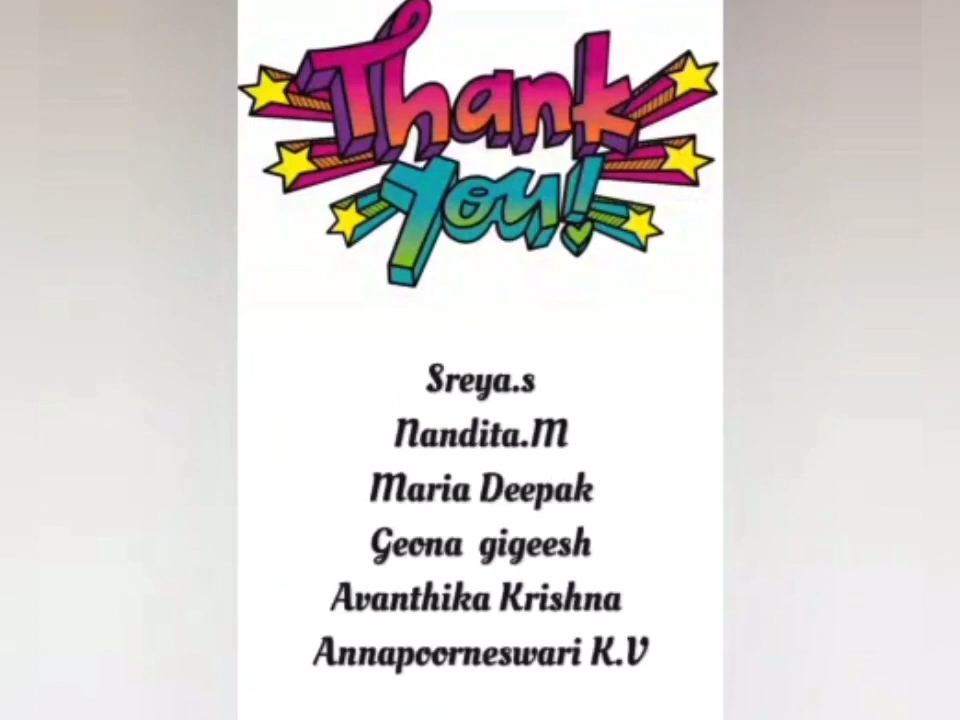 Thank
You!
Sreya.s
Nandita.M
Maria Deepak
Geona gigeesh
Avanthika Krishna
Annapoorneswari K.V